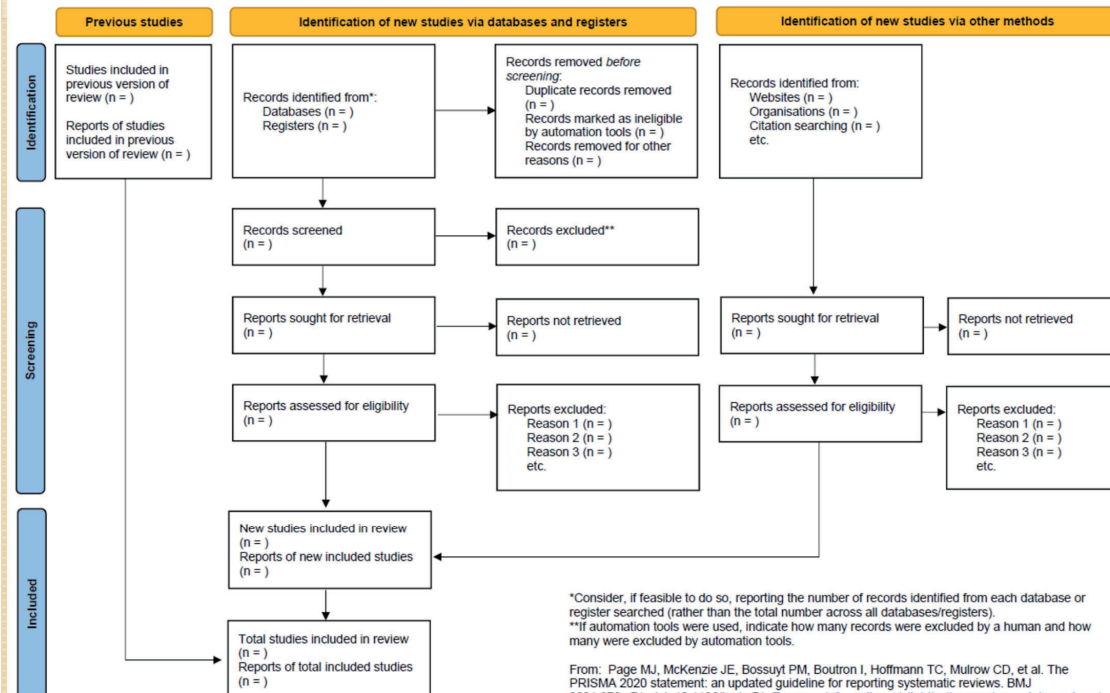 Previous studies
Identification of new studies via databases and registers
Identification of new studies via other methods
Identification
Studies included in
previous version of
review (n = )
Reports of studies
included in previous
version of review (n = )
Records identified from*:
Databases (n = )
Registers (n = )
Records removed before
screening:
Duplicate records removed
(n = )
Records marked as ineligible
by automation tools (n = )
Records removed for other
reasons (n = )
Records identified from:
Websites (n = )
Organisations (n = )
Citation searching (n = )
etc.
Screening
Records screened
(n = )
Records excluded**
(n = )
Reports sought for retrieval
(n = )
Reports not retrieved
(n = )
Reports sought for retrieval
(n = )
Reports not retrieved
(n = )
Reports assessed for eligibility
(n = )
Reports excluded:
Reason 1 (n = )
Reason 2 (n = )
Reason 3 (n = )
etc.
Reports assessed for eligibility
(n = )
Reports excluded:
Reason 1 (n = )
Reason 2 (n = )
Reason 3 (n = )
etc.
Included
New studies included in review
(n = )
Reports of new included studies
(n = )
Total studies included in review
(n = )
Reports of total included studies
(n = )
*Consider, if feasible to do so, reporting the number of records identified from each database or
register searched (rather than the total number across all databases/registers).
**If automation tools were used, indicate how many records were excluded by a human and how
many were excluded by automation tools.
From: Page MJ, McKenzie JE, Bossuyt PM, Boutron I, Hoffmann TC, Mulrow CD, et al. The
PRISMA 2020 statement: an updated guideline for reporting systematic reviews. BMJ